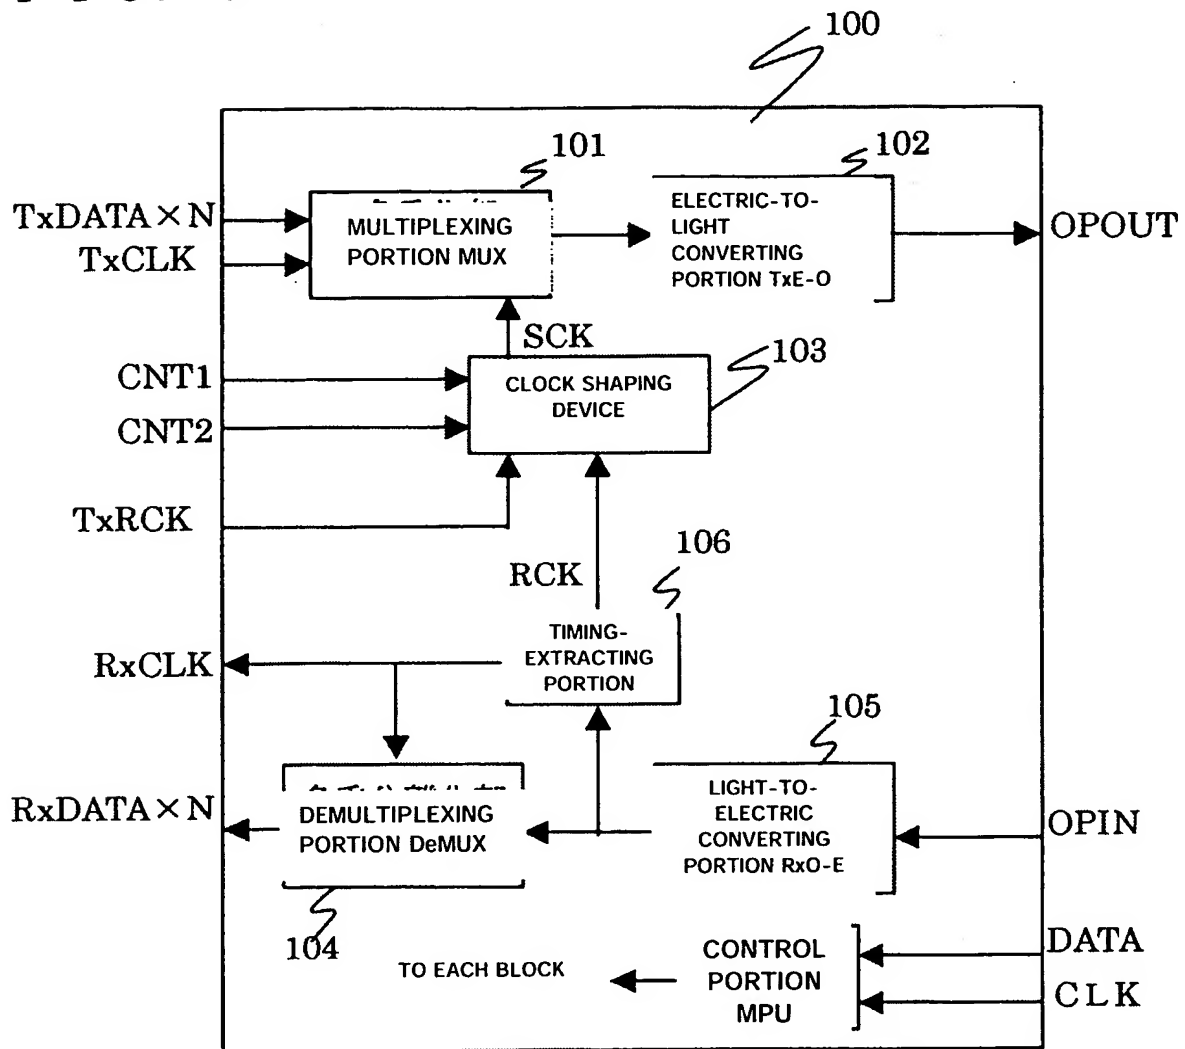 100
101
102
TxDATA×N
TxCLK
MULTIPLEXING
PORTION MUX
ELECTRIC-TO-
LIGHT
CONVERTING
PORTION TxE-O
OPOUT
SCK
103
CNT1
CNT2
CLOCK SHAPING
DEVICE
TxRCK
106
RCK
RxCLK
TIMING-
EXTRACTING
PORTION
105
RxDATA×N
DEMULTIPLEXING
PORTION DeMUX
LIGHT-TO-
ELECTRIC
CONVERTING
PORTION RxO-E
OPIN
104
TO EACH BLOCK
CONTROL
PORTION
MPU
DATA
CLK